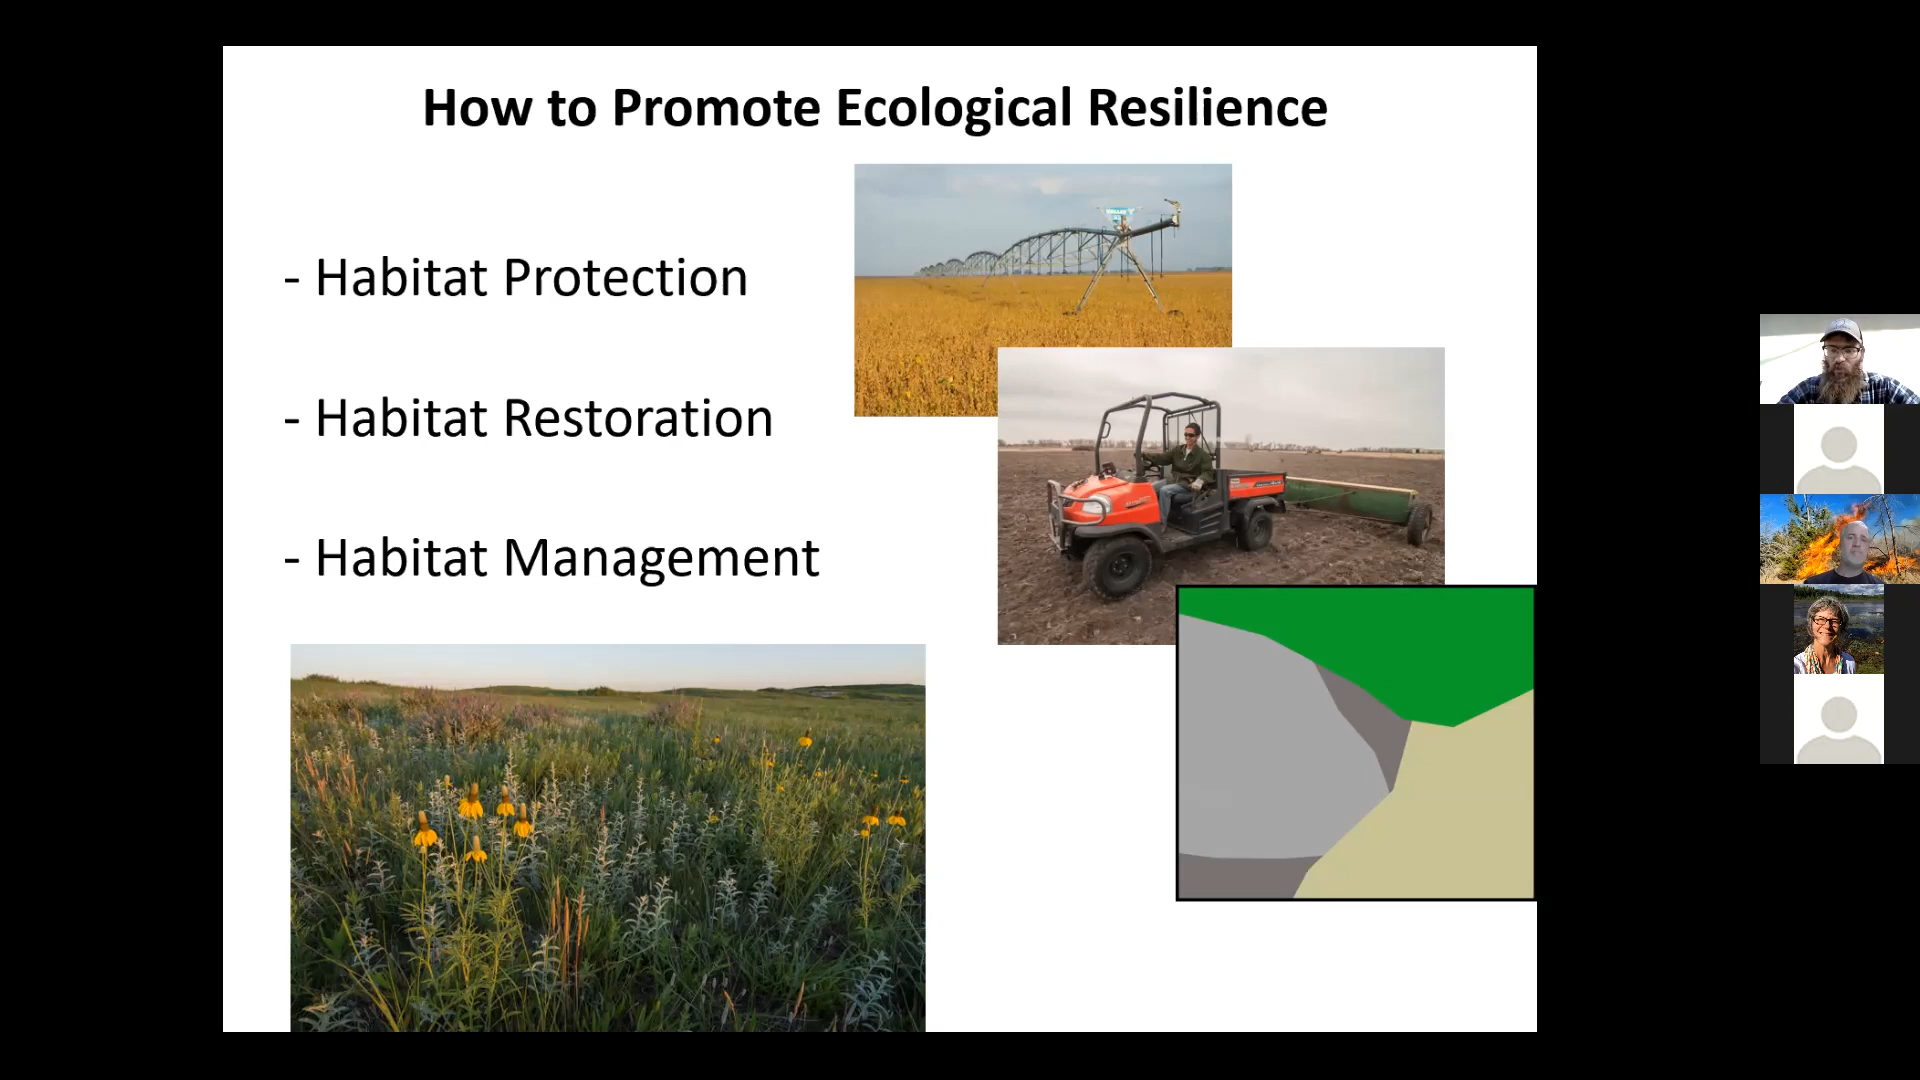 How to Promote Ecological Resilience
- Habitat Protection
- Habitat Restoration
- Habitat Management